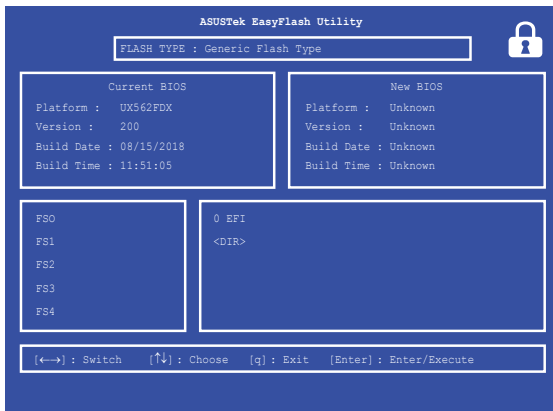 ASUSTek EasyFlash Utility
FLASH TYPE : Generic Flash Type
Current BIOS
Platform : UX562FDX
Version : 200
Build Date : 08/15/2018
Build Time : 11:51:05
New BIOS
Platform : Unknown
Version : Unknown
Build Date : Unknown
Build Time : Unknown
FSO
FS1
FS2
FS3
FS4
0 EFI
<DIR>
[←→] : Switch [↑↓] : Choose [q] : Exit [Enter] : Enter/Execute